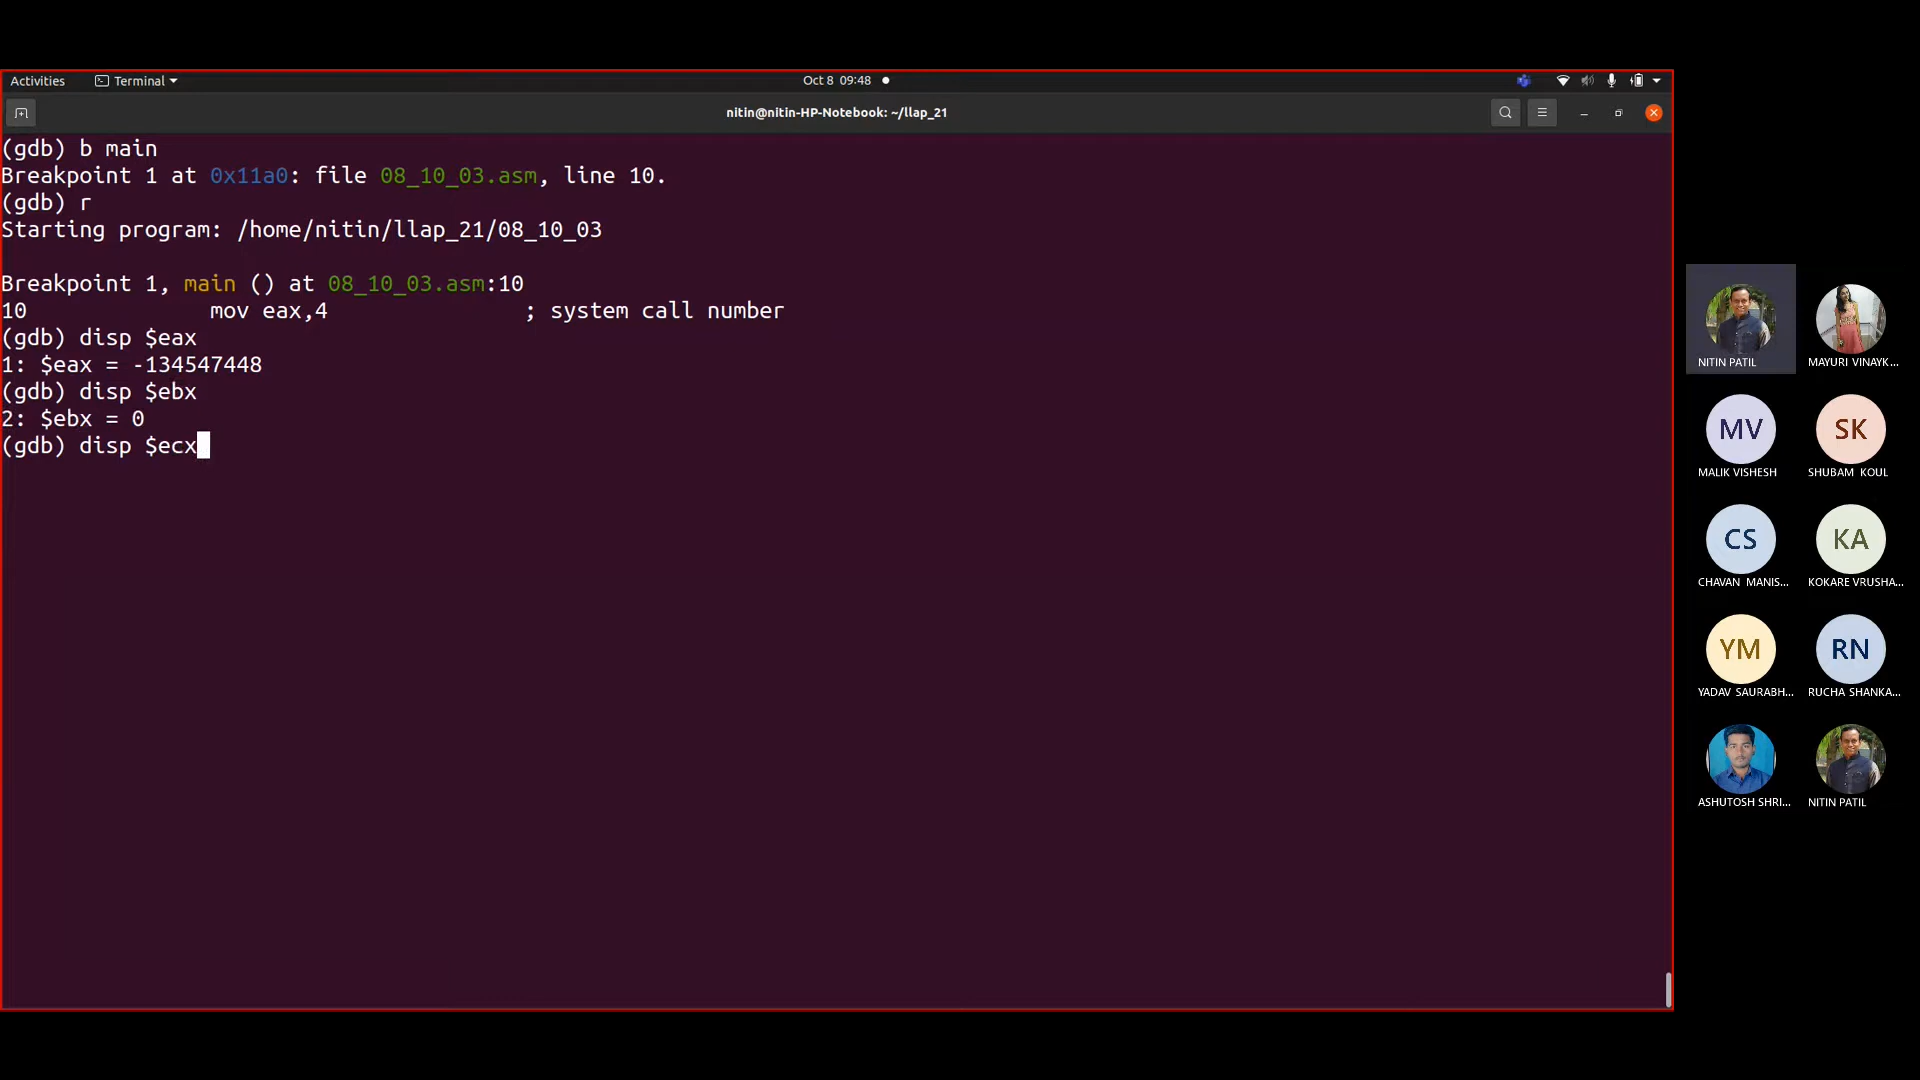 Activities
Terminal
Oct 8 09:48
nitin@nitin-HP-Notebook: ~/llap_21
(gdb) b main
Breakpoint 1 at 0x11a0: file 08_10_03.asm, line 10.
(gdb) r
Starting program: /home/nitin/llap_21/08_10_03
Breakpoint 1, main () at 08_10_03.asm:10
10 mov eax,4 ; system call number
(gdb) disp $eax
1: $eax = -134547448
(gdb) disp $ebx
2: $ebx = 0
(gdb) disp $ecx
NITIN PATIL
MAYURI VINAYK...
MV
MALIK VISHESH
SK
SHUBAM KOUL
CS
CHAVAN MANIS...
KA
KOKARE VRUSHA...
YM
YADAV SAURABH...
RN
RUCHA SHANKA...
ASHUTOSH SHRI...
NITIN PATIL